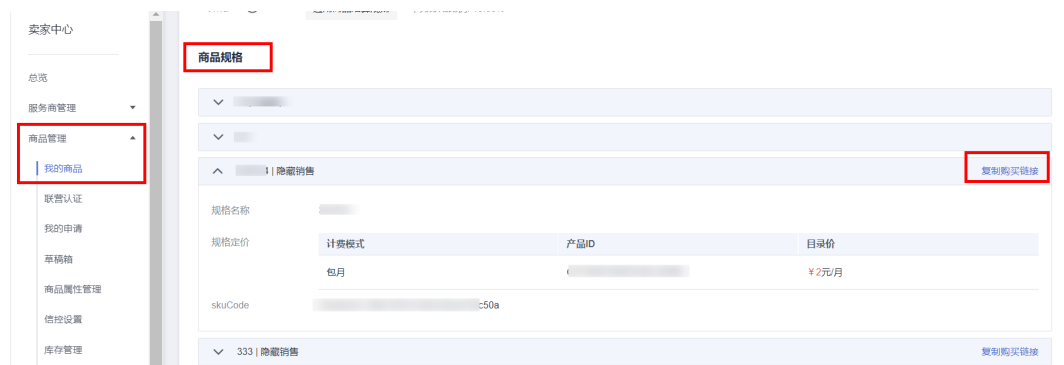 卖家中心
总览
服务商管理
商品管理
我的商品
联营认证
我的申请
草稿箱
商品属性管理
信控设置
库存管理
商品规格
| 隐藏销售
复制购买链接
规格名称
规格定价
计费模式
产品ID
目录价
包月
¥2元/月
skuCode
c50a
333 | 隐藏销售
复制购买链接